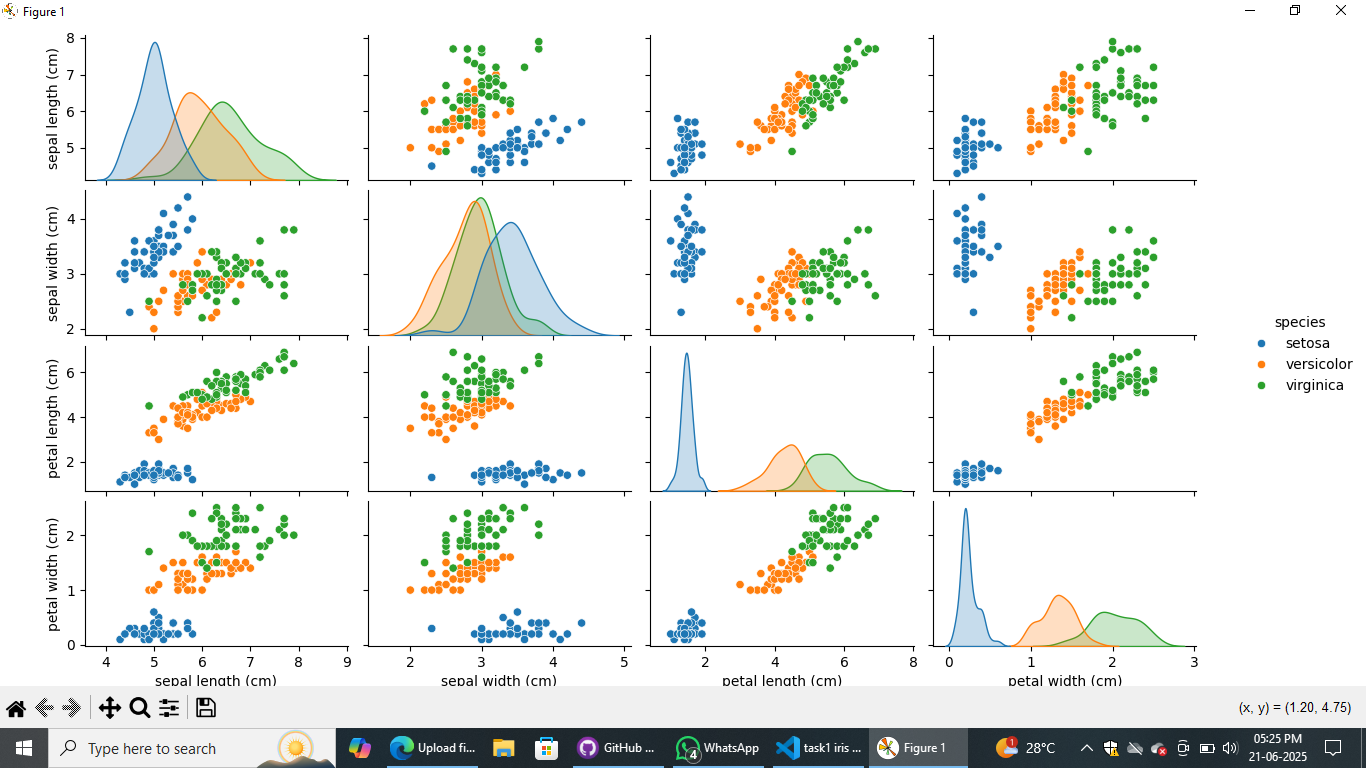 Figure 1
8
7
6
5
sepal length (cm)
4
3
2
sepal width (cm)
6
4
2
petal length (cm)
2
1
0
petal width (cm)
4 5 6 7 8 9
2 3 4 5
2 4 6 8
0 1 2 3
sepal length (cm)
sepal width (cm)
petal length (cm)
petal width (cm)
species
setosa
versicolor
virginica
(x, y) = (1.20, 4.75)
Type here to search
Upload fi...
GitHub ...
4
WhatsApp
task1 iris ...
Figure 1
1
28°C
05:25 PM
21-06-2025